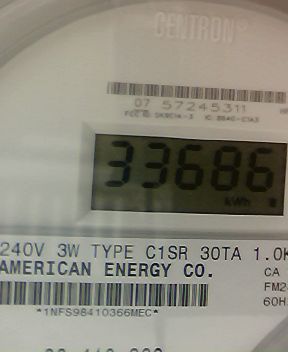 CENTRON®
07 57245311
33686
kWh
240V 3W TYPE C1SR 30TA 1.0K
AMERICAN ENERGY CO.
CA
FM2
60H
*1NFS98410366MEC*